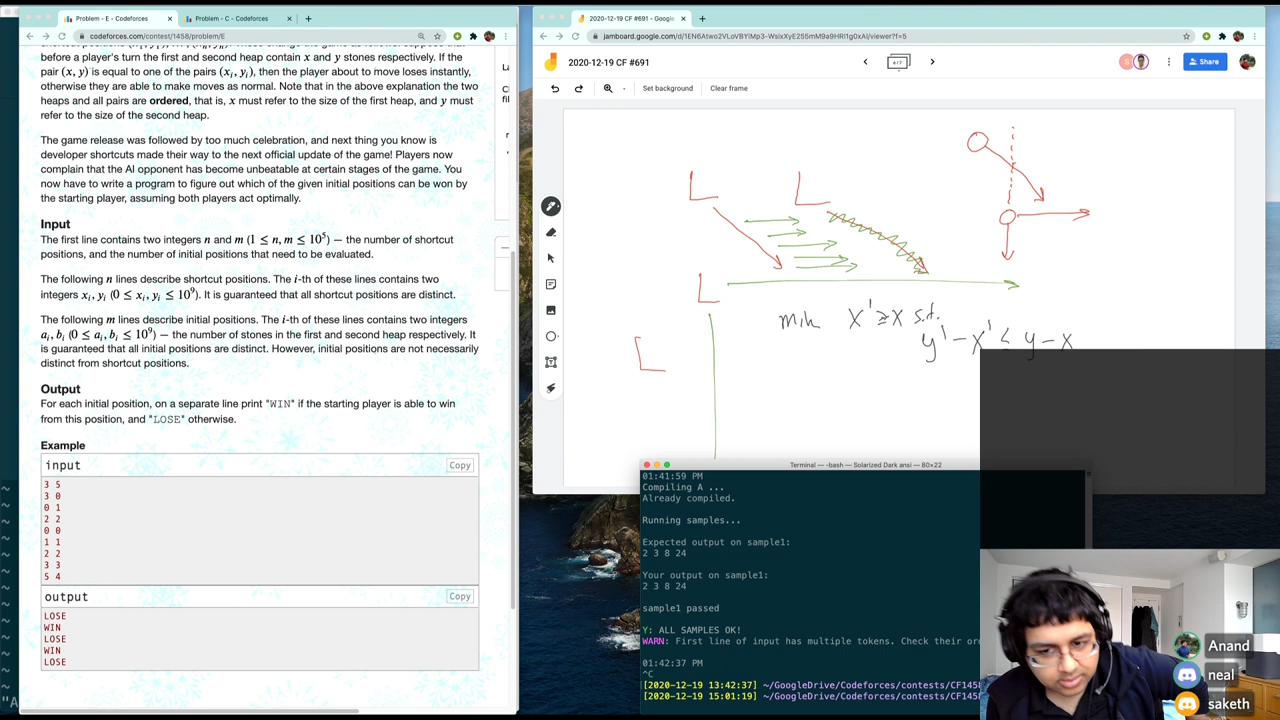 Problem - E - Codeforces
Problem - C - Codeforces
codeforces.com/contest/1458/problem/E
before a player's turn the first and second heap contain x and y stones respectively. If the
pair (x, y) is equal to one of the pairs (xi, yi), then the player about to move loses instantly,
otherwise they are able to make moves as normal. Note that in the above explanation the two
heaps and all pairs are ordered, that is, x must refer to the size of the first heap, and y must
refer to the size of the second heap.
The game release was followed by too much celebration, and next thing you know is
developer shortcuts made their way to the next official update of the game! Players now
complain that the AI opponent has become unbeatable at certain stages of the game. You
now have to write a program to figure out which of the given initial positions can be won by
the starting player, assuming both players act optimally.
Input
The first line contains two integers n and m (1 ≤ n, m ≤ 10^5) — the number of shortcut
positions, and the number of initial positions that need to be evaluated.
The following n lines describe shortcut positions. The i-th of these lines contains two
integers xi, yi (0 ≤ xi, yi ≤ 10^9). It is guaranteed that all shortcut positions are distinct.
The following m lines describe initial positions. The i-th of these lines contains two integers
ai, bi (0 ≤ ai, bi ≤ 10^9) — the number of stones in the first and second heap respectively. It
is guaranteed that all initial positions are distinct. However, initial positions are not necessarily
distinct from shortcut positions.
Output
For each initial position, on a separate line print "WIN" if the starting player is able to win
from this position, and "LOSE" otherwise.
Example
input
Copy
3 5
3 0
0 1
2 2
0 0
1 1
2 2
3 3
5 4
output
Copy
LOSE
WIN
LOSE
WIN
LOSE
2020-12-19 CF #691 - Google
jamboard.google.com/d/1EN6Atwo2VLoVBYiMp3-WsixXyE255mM9a9HRl1g0xAI/viewer?f=5
2020-12-19 CF #691
6 / 7
Share
Set background
Clear frame
min x' ≥ x s.t.
y' - x' ≤ y - x
Terminal — -bash — Solarized Dark ansi — 80×22
01:41:59 PM
Compiling A ...
Already compiled.
Running samples...
Expected output on sample1:
2 3 8 24
Your output on sample1:
2 3 8 24
sample1 passed
Y: ALL SAMPLES OK!
WARN: First line of input has multiple tokens. Check their
01:42:37 PM
^C
[2020-12-19 13:42:37] ~/GoogleDrive/Codeforces/contests/CF145
[2020-12-19 15:01:19] ~/GoogleDrive/Codeforces/contests/CF145
Anand
neal
saketh